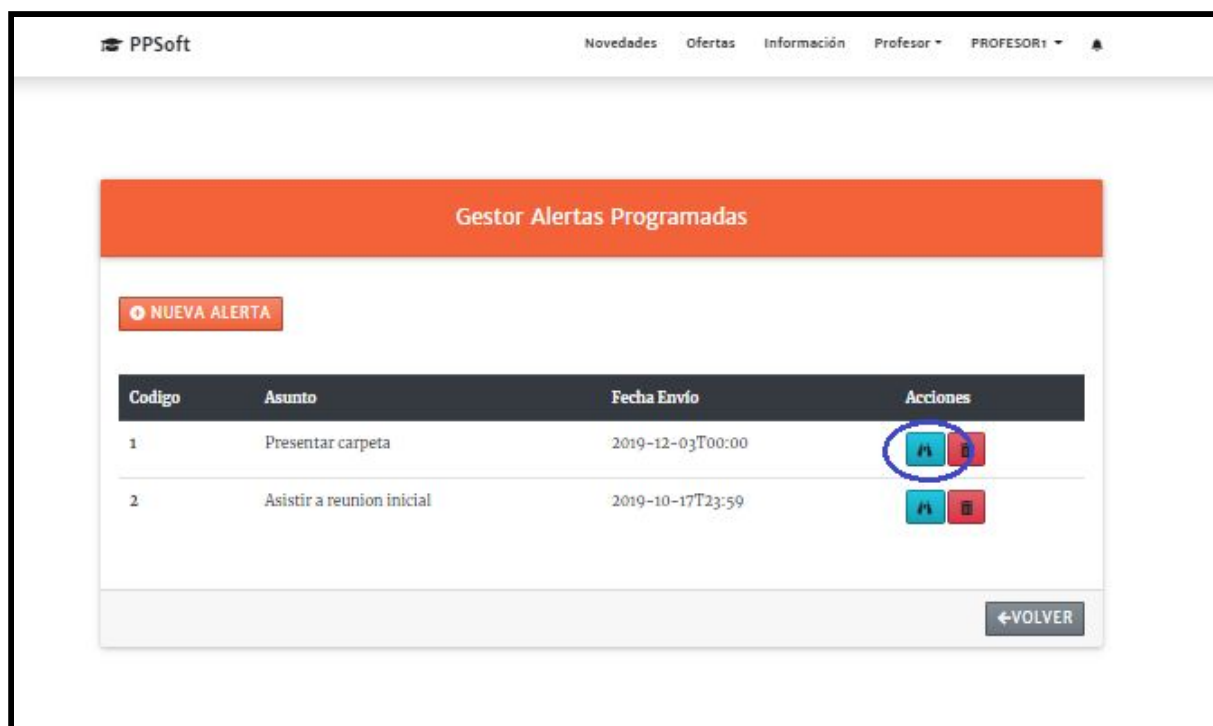 PPSoft Novedades Ofertas Información Profesor PROFESOR1
Gestor Alertas Programadas
NUEVA ALERTA
Codigo Asunto Fecha Envío Acciones
1 Presentar carpeta 2019-12-03T00:00
2 Asistir a reunion inicial 2019-10-17T23:59
VOLVER